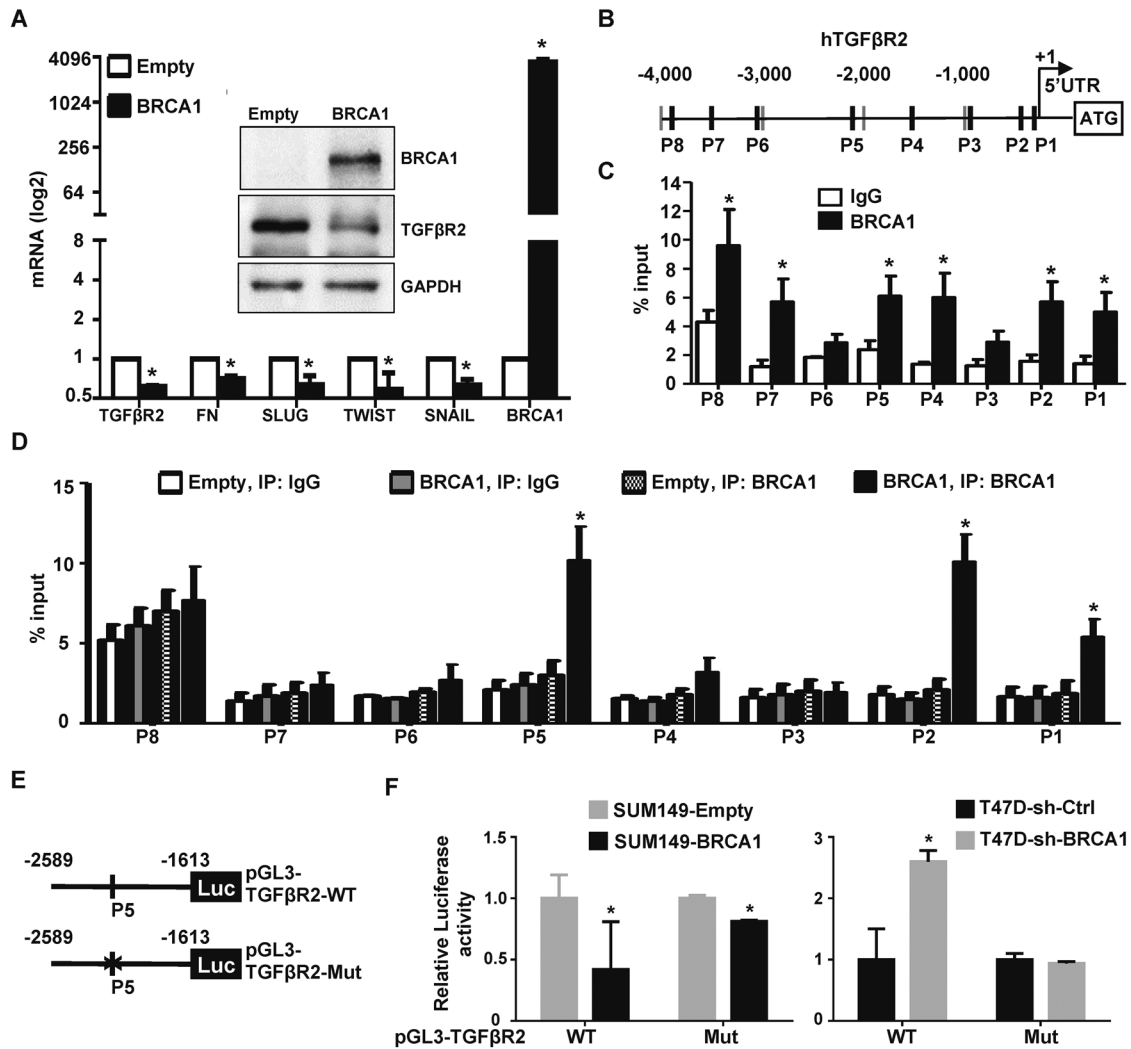 A
mRNA (log2)
4096
1024
256
64
8
4
2
1
0.5
Empty
BRCA1
Empty BRCA1
BRCA1
TGFβR2
GAPDH
*
* * * * *
TGFβR2 FN SLUG TWIST SNAIL BRCA1
B
hTGFβR2
-4,000 -3,000 -2,000 -1,000 +1
5'UTR
ATG
P8 P7 P6 P5 P4 P3 P2 P1
C
% input
14
12
10
8
6
4
2
0
IgG
BRCA1
* * * * * *
P8 P7 P6 P5 P4 P3 P2 P1
D
% input
15
10
5
0
Empty, IP: IgG BRCA1, IP: IgG Empty, IP: BRCA1 BRCA1, IP: BRCA1
* * *
P8 P7 P6 P5 P4 P3 P2 P1
E
-2589 -1613
Luc
pGL3-
TGFβR2-WT
P5
-2589 -1613
Luc
pGL3-
TGFβR2-Mut
P5
F
Relative Luciferase
activity
SUM149-Empty
SUM149-BRCA1
1.5
1.0
0.5
0
* *
pGL3-TGFβR2 WT Mut
T47D-sh-Ctrl
T47D-sh-BRCA1
3
2
1
0
*
WT Mut